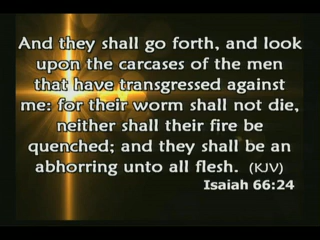 And they shall go forth, and look
upon the carcases of the men
that have transgressed against
me: for their worm shall not die,
neither shall their fire be
quenched; and they shall be an
abhorring unto all flesh. (KJV)
Isaiah 66:24